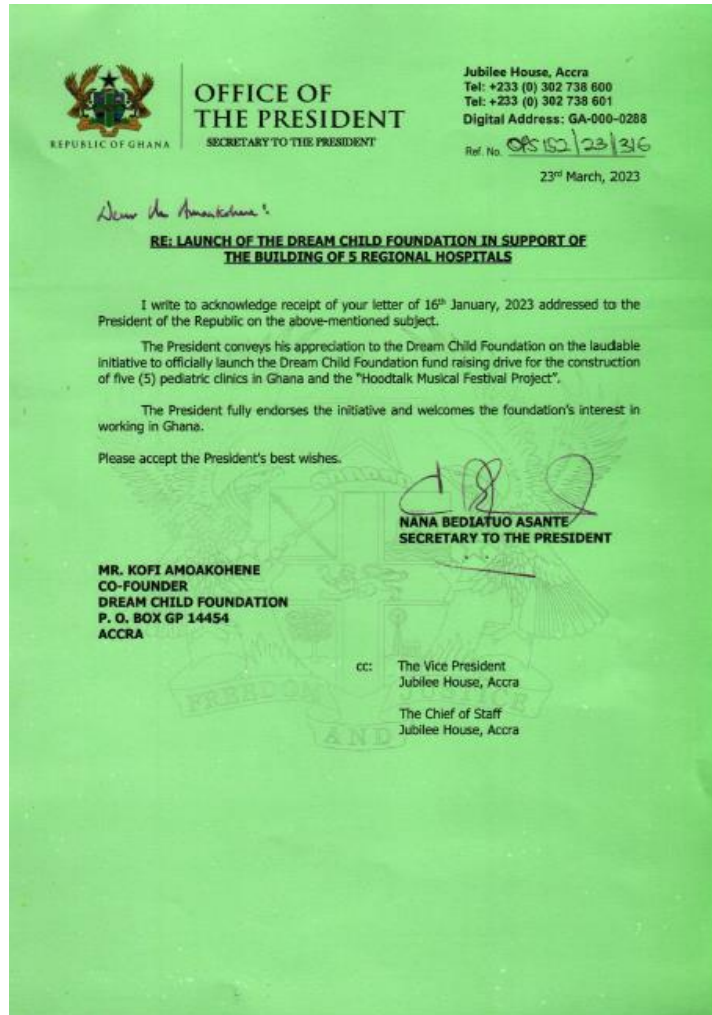 OFFICE OF
THE PRESIDENT
SECRETARY TO THE PRESIDENT
REPUBLIC OF GHANA
Jubilee House, Accra
Tel: +233 (0) 302 738 600
Tel: +233 (0) 302 738 601
Digital Address: GA-000-0288
Ref. No. OPS 152/23/316
23rd March, 2023
Dear Mr Amoakohene:
RE: LAUNCH OF THE DREAM CHILD FOUNDATION IN SUPPORT OF
THE BUILDING OF 5 REGIONAL HOSPITALS
I write to acknowledge receipt of your letter of 16th January, 2023 addressed to the
President of the Republic on the above-mentioned subject.
The President conveys his appreciation to the Dream Child Foundation on the laudable
initiative to officially launch the Dream Child Foundation fund raising drive for the construction
of five (5) pediatric clinics in Ghana and the “Hoodtalk Musical Festival Project”.
The President fully endorses the initiative and welcomes the foundation's interest in
working in Ghana.
Please accept the President's best wishes.
NANA BEDIATUO ASANTE
SECRETARY TO THE PRESIDENT
MR. KOFI AMOAKOHENE
CO-FOUNDER
DREAM CHILD FOUNDATION
P. O. BOX GP 14454
ACCRA
cc: The Vice President
Jubilee House, Accra
The Chief of Staff
Jubilee House, Accra
FREEDOM
AND